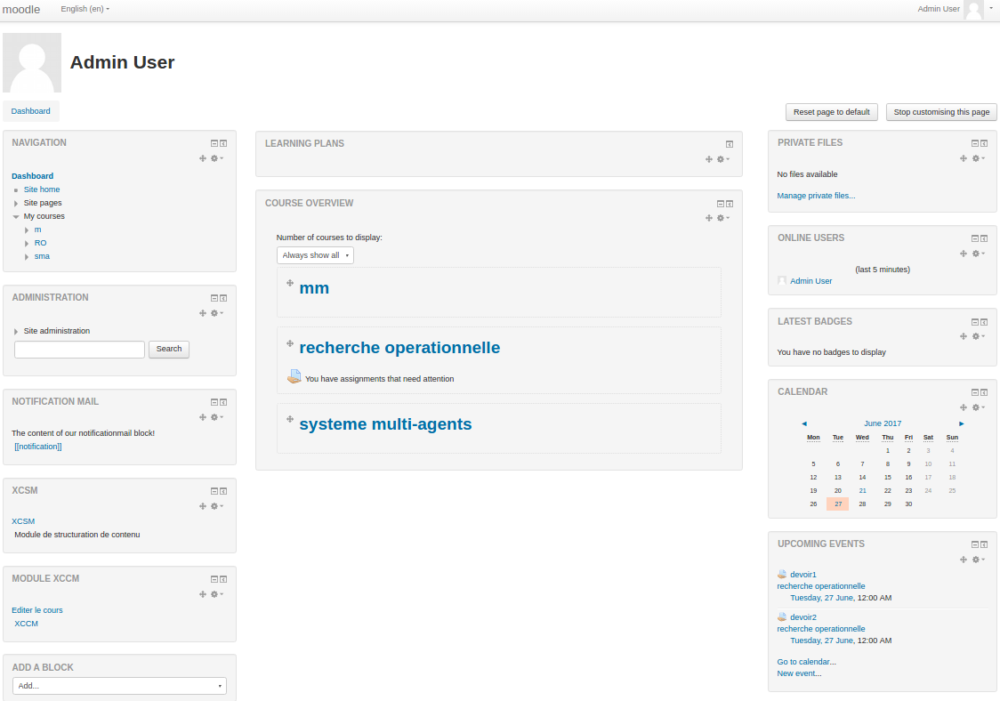 moodle English (en) Admin User
Admin User
Dashboard
Reset page to default Stop customising this page
NAVIGATION
Dashboard
Site home
Site pages
My courses
m
RO
sma
ADMINISTRATION
Site administration
Search
NOTIFICATION MAIL
The content of our notificationmail block!
[[notification]]
XCSM
XCSM
Module de structuration de contenu
MODULE XCCM
Editer le cours
XCCM
ADD A BLOCK
Add...
LEARNING PLANS
COURSE OVERVIEW
Number of courses to display:
Always show all
mm
recherche operationnelle
You have assignments that need attention
systeme multi-agents
PRIVATE FILES
No files available
Manage private files...
ONLINE USERS
(last 5 minutes)
Admin User
LATEST BADGES
You have no badges to display
CALENDAR
◄ June 2017 ►
Mon Tue Wed Thu Fri Sat Sun
1 2 3 4
5 6 7 8 9 10 11
12 13 14 15 16 17 18
19 20 21 22 23 24 25
26 27 28 29 30
UPCOMING EVENTS
devoir1
recherche operationnelle
Tuesday, 27 June, 12:00 AM
devoir2
recherche operationnelle
Tuesday, 27 June, 12:00 AM
Go to calendar...
New event...